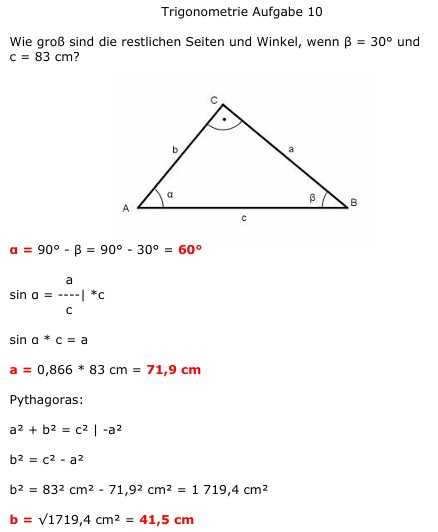 Trigonometrie Aufgabe 10
Wie groß sind die restlichen Seiten und Winkel, wenn β = 30° und
c = 83 cm?
C
b
a
α
β
A
B
c
α = 90° - β = 90° - 30° = 60°
a
sin α = ----| *c
c
sin α * c = a
a = 0,866 * 83 cm = 71,9 cm
Pythagoras:
a² + b² = c² | -a²
b² = c² - a²
b² = 83² cm² - 71,9² cm² = 1 719,4 cm²
b = √1719,4 cm² = 41,5 cm